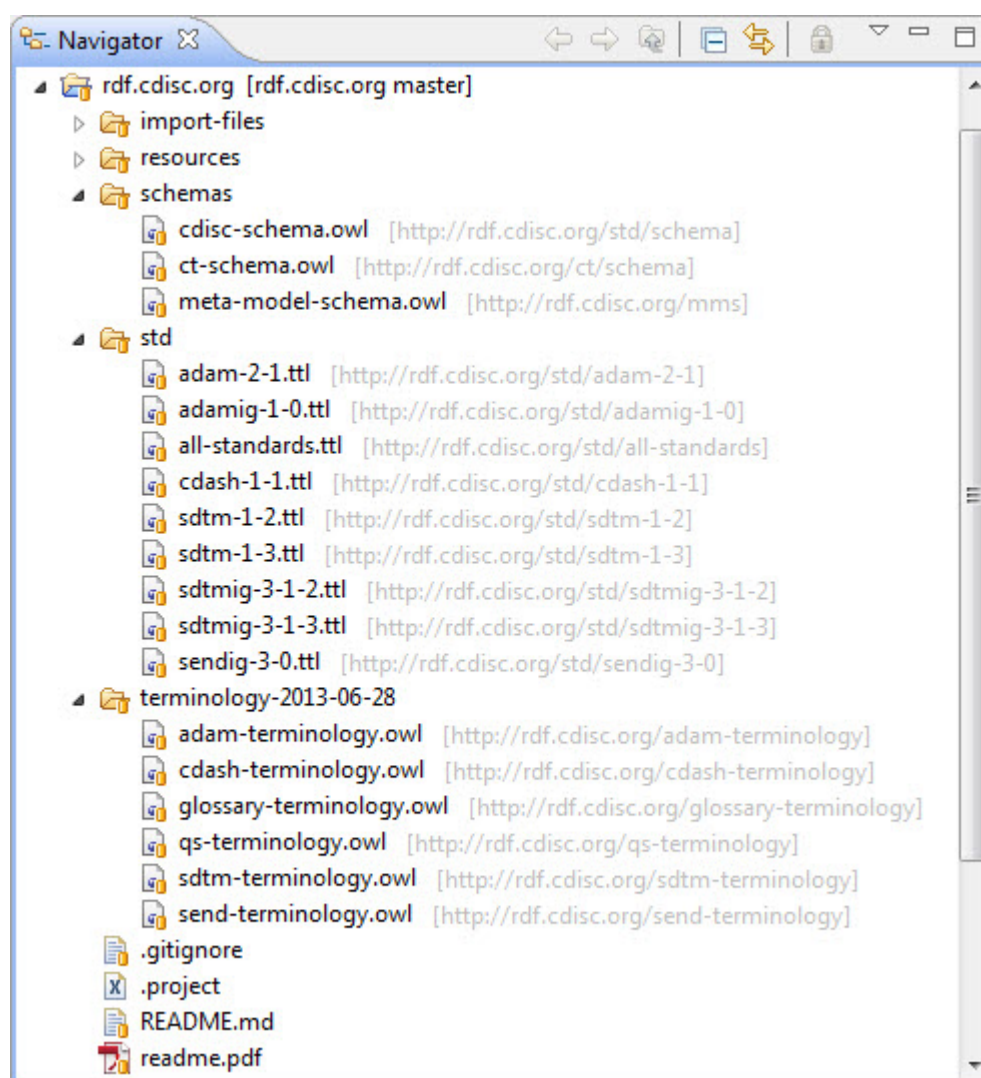 Navigator
rdf.cdisc.org [rdf.cdisc.org master]
import-files
resources
schemas
cdisc-schema.owl [http://rdf.cdisc.org/std/schema]
ct-schema.owl [http://rdf.cdisc.org/ct/schema]
meta-model-schema.owl [http://rdf.cdisc.org/mms]
std
adam-2-1.ttl [http://rdf.cdisc.org/std/adam-2-1]
adamig-1-0.ttl [http://rdf.cdisc.org/std/adamig-1-0]
all-standards.ttl [http://rdf.cdisc.org/std/all-standards]
cdash-1-1.ttl [http://rdf.cdisc.org/std/cdash-1-1]
sdtm-1-2.ttl [http://rdf.cdisc.org/std/sdtm-1-2]
sdtm-1-3.ttl [http://rdf.cdisc.org/std/sdtm-1-3]
sdtmig-3-1-2.ttl [http://rdf.cdisc.org/std/sdtmig-3-1-2]
sdtmig-3-1-3.ttl [http://rdf.cdisc.org/std/sdtmig-3-1-3]
sendig-3-0.ttl [http://rdf.cdisc.org/std/sendig-3-0]
terminology-2013-06-28
adam-terminology.owl [http://rdf.cdisc.org/adam-terminology]
cdash-terminology.owl [http://rdf.cdisc.org/cdash-terminology]
glossary-terminology.owl [http://rdf.cdisc.org/glossary-terminology]
qs-terminology.owl [http://rdf.cdisc.org/qs-terminology]
sdtm-terminology.owl [http://rdf.cdisc.org/sdtm-terminology]
send-terminology.owl [http://rdf.cdisc.org/send-terminology]
.gitignore
.project
README.md
readme.pdf